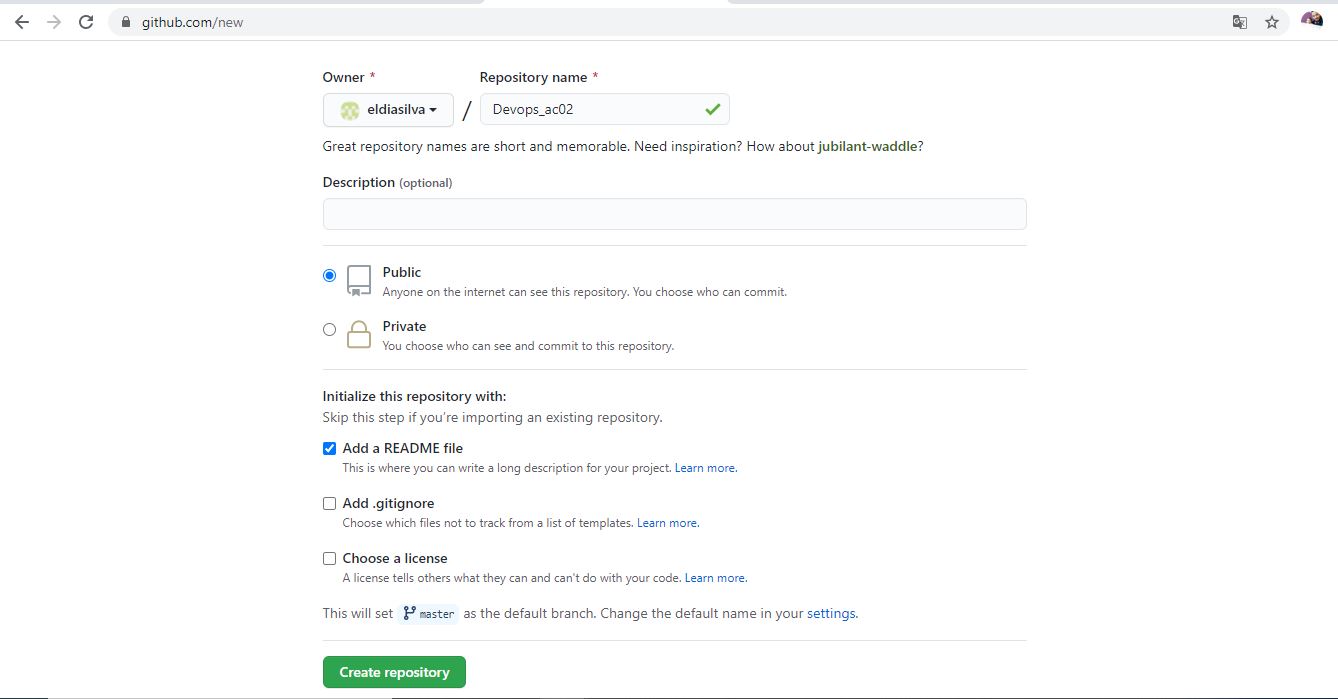 github.com/new
Owner * Repository name *
eldiasilva / Devops_ac02
Great repository names are short and memorable. Need inspiration? How about jubilant-waddle?
Description (optional)
Public
Anyone on the internet can see this repository. You choose who can commit.
Private
You choose who can see and commit to this repository.
Initialize this repository with:
Skip this step if you’re importing an existing repository.
Add a README file
This is where you can write a long description for your project. Learn more.
Add .gitignore
Choose which files not to track from a list of templates. Learn more.
Choose a license
A license tells others what they can and can't do with your code. Learn more.
This will set master as the default branch. Change the default name in your settings.
Create repository